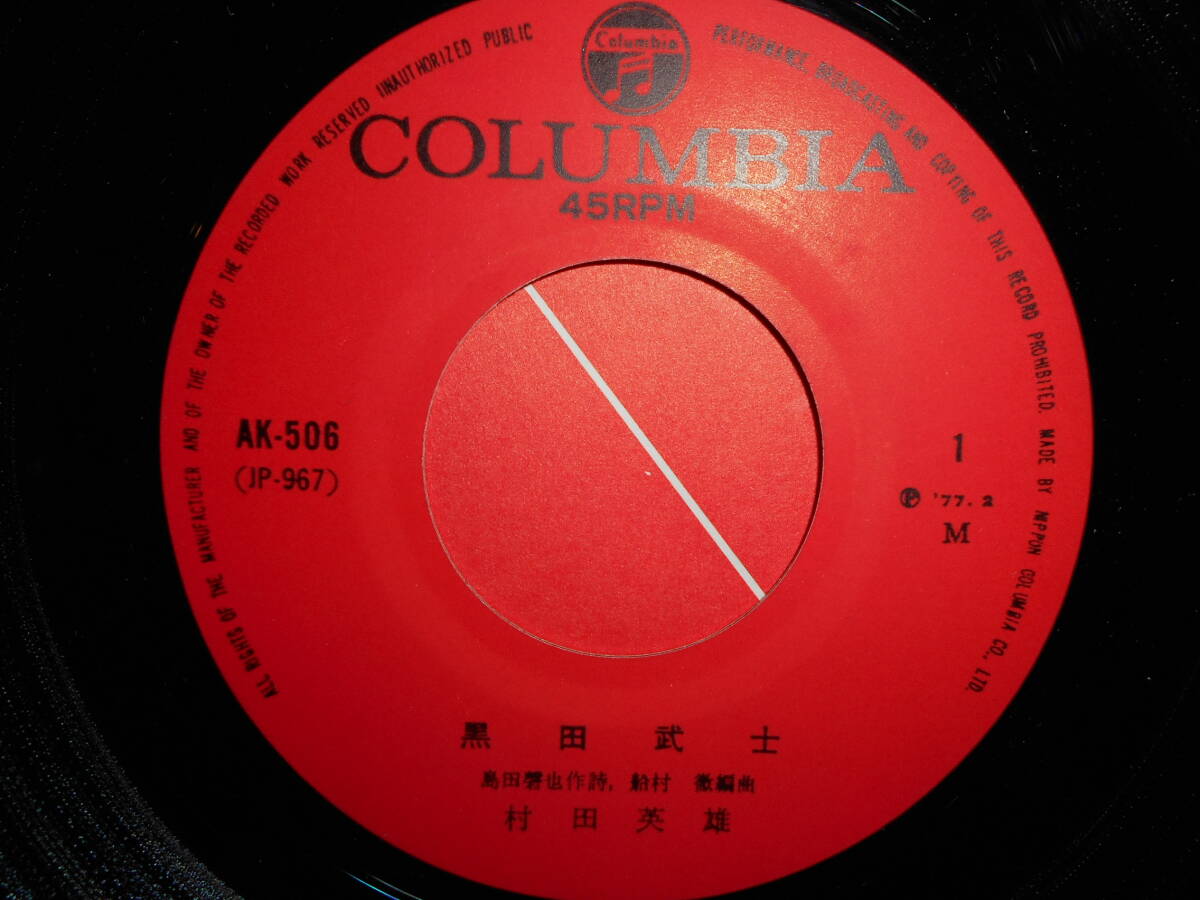 ALL RIGHTS OF THE MANUFACTURER AND OF THE OWNER OF THE RECORDED WORK RESERVED UNAUTHORIZED PUBLIC PERFORMANCE, BROADCASTING AND COPYING OF THIS RECORD PROHIBITED. MADE BY NIPPON COLUMBIA CO., LTD.
Columbia
COLUMBIA
45RPM
AK-506
(JP-967)
1
℗ '77. 2
M
黒田武士
島田磬也作詩, 船村 徹編曲
村田英雄